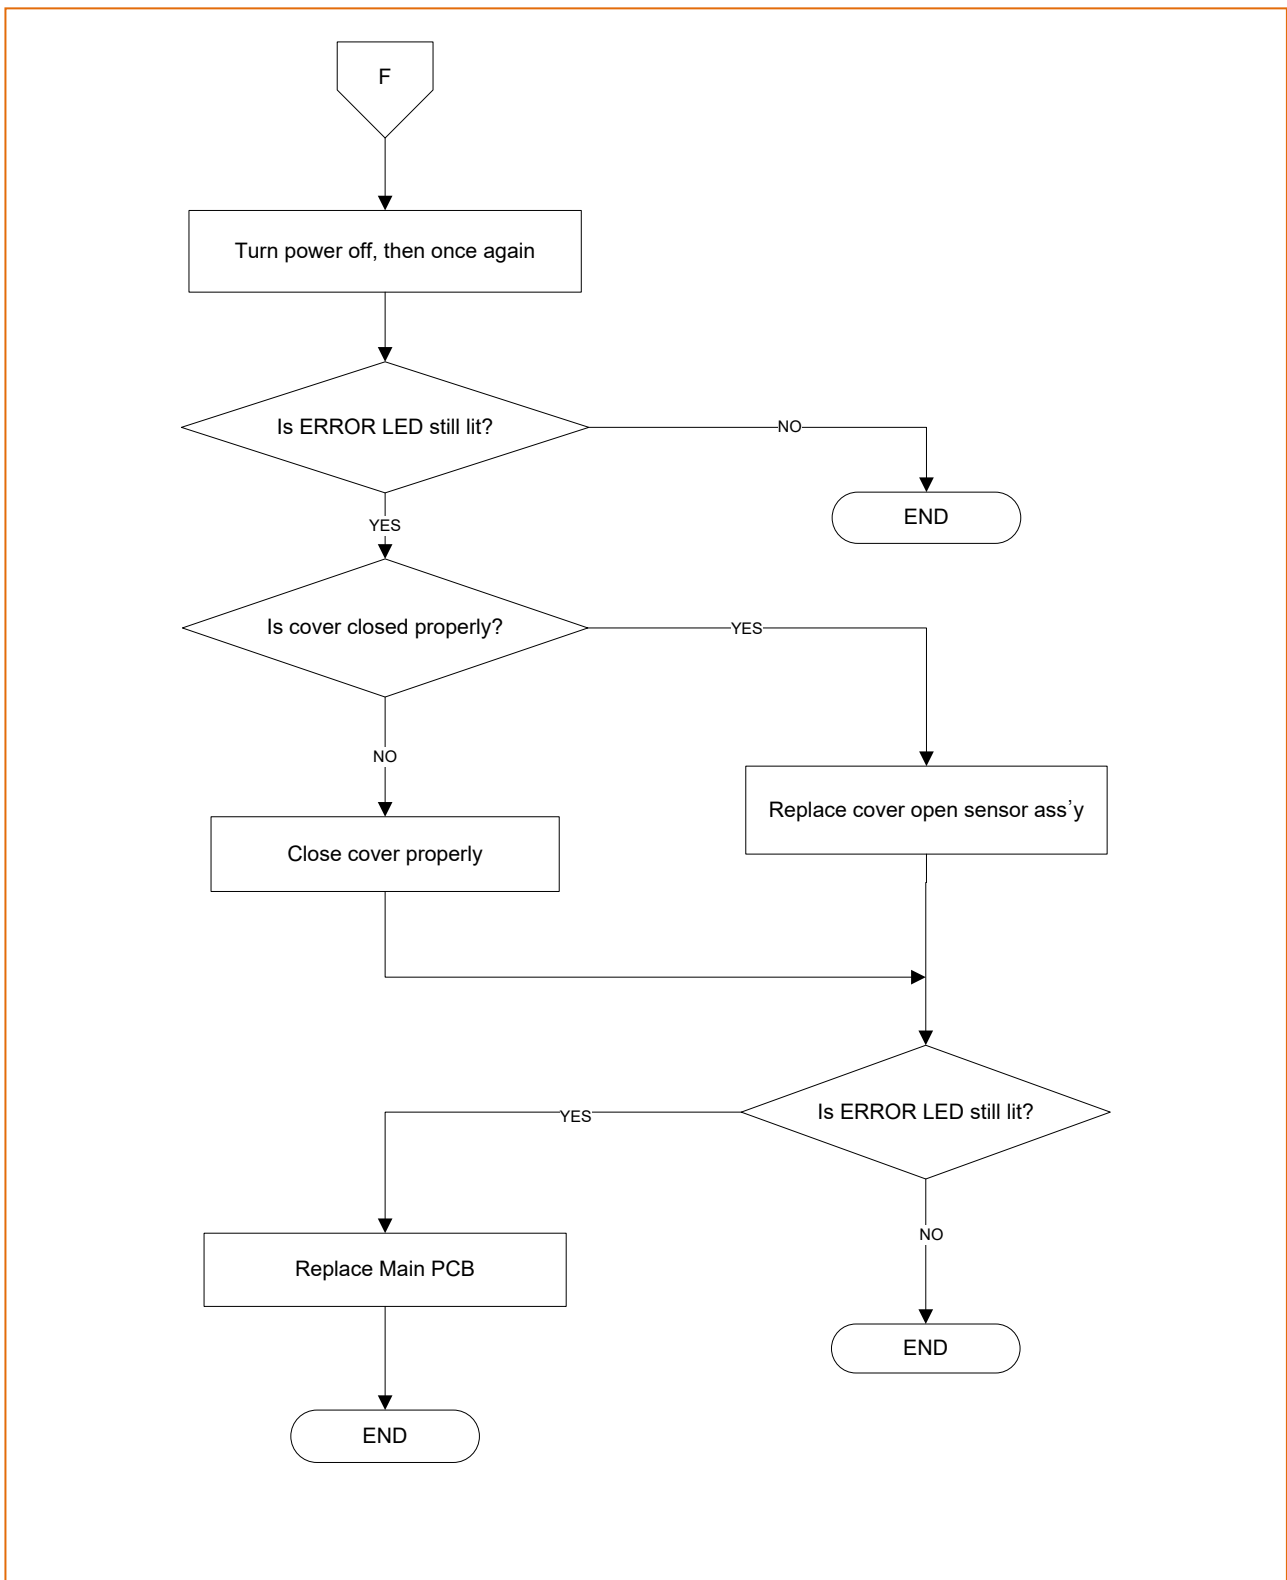 F
Turn power off, then once again
Is ERROR LED still lit?
NO
END
YES
Is cover closed properly?
YES
NO
Replace cover open sensor ass’y
Close cover properly
Is ERROR LED still lit?
YES
NO
Replace Main PCB
END
END